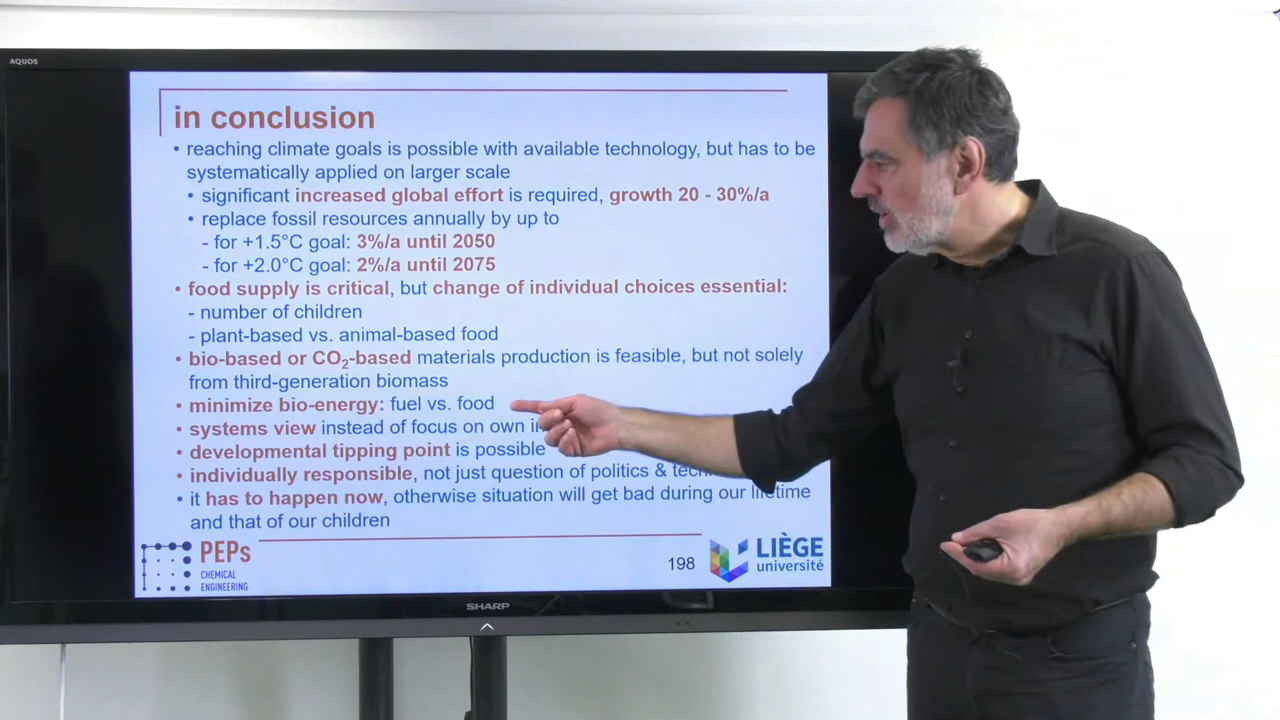 AQUOS
in conclusion
• reaching climate goals is possible with available technology, but has to be
systematically applied on larger scale
• significant increased global effort is required, growth 20 - 30%/a
• replace fossil resources annually by up to
- for +1.5°C goal: 3%/a until 2050
- for +2.0°C goal: 2%/a until 2075
• food supply is critical, but change of individual choices essential:
- number of children
- plant-based vs. animal-based food
• bio-based or CO₂-based materials production is feasible, but not solely
from third-generation biomass
• minimize bio-energy: fuel vs. food
• systems view instead of focus on own
• developmental tipping point is possible
• individually responsible, not just question of politics &
• it has to happen now, otherwise situation will get bad during our lifetime
and that of our children
PEPs
CHEMICAL
ENGINEERING
198
LIÈGE
université
SHARP